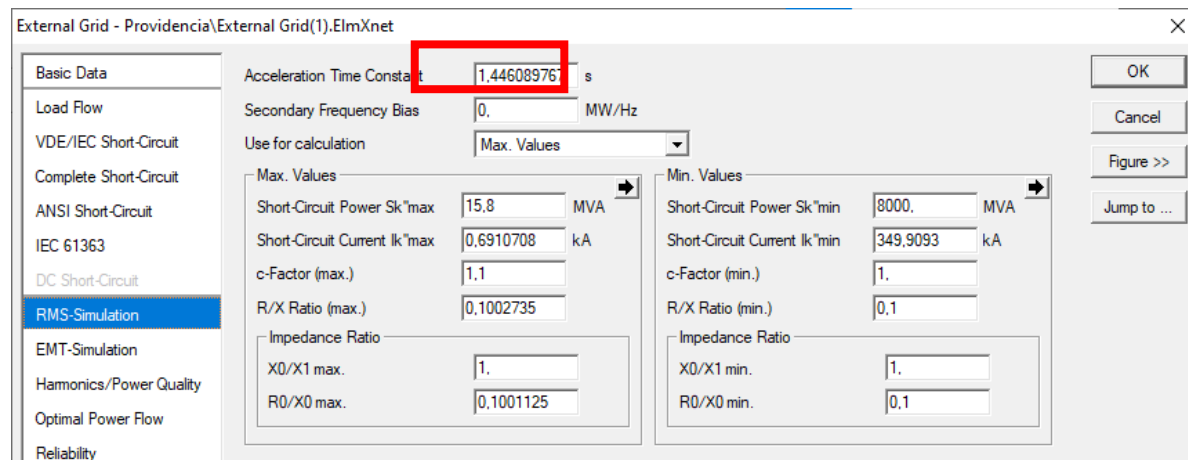 External Grid - Providencia\External Grid(1).ElmXnet
Basic Data
Load Flow
VDE/IEC Short-Circuit
Complete Short-Circuit
ANSI Short-Circuit
IEC 61363
DC Short-Circuit
RMS-Simulation
EMT-Simulation
Harmonics/Power Quality
Optimal Power Flow
Reliability
Acceleration Time Constant 1,446089767 s
Secondary Frequency Bias 0, MW/Hz
Use for calculation Max. Values
Max. Values
Short-Circuit Power Sk"max 15,8 MVA
Short-Circuit Current Ik"max 0,6910708 kA
c-Factor (max.) 1,1
R/X Ratio (max.) 0,1002735
Impedance Ratio
X0/X1 max. 1,
R0/X0 max. 0,1001125
Min. Values
Short-Circuit Power Sk"min 8000, MVA
Short-Circuit Current Ik"min 349,9093 kA
c-Factor (min.) 1,
R/X Ratio (min.) 0,1
Impedance Ratio
X0/X1 min. 1,
R0/X0 min. 0,1
OK
Cancel
Figure >>
Jump to ...